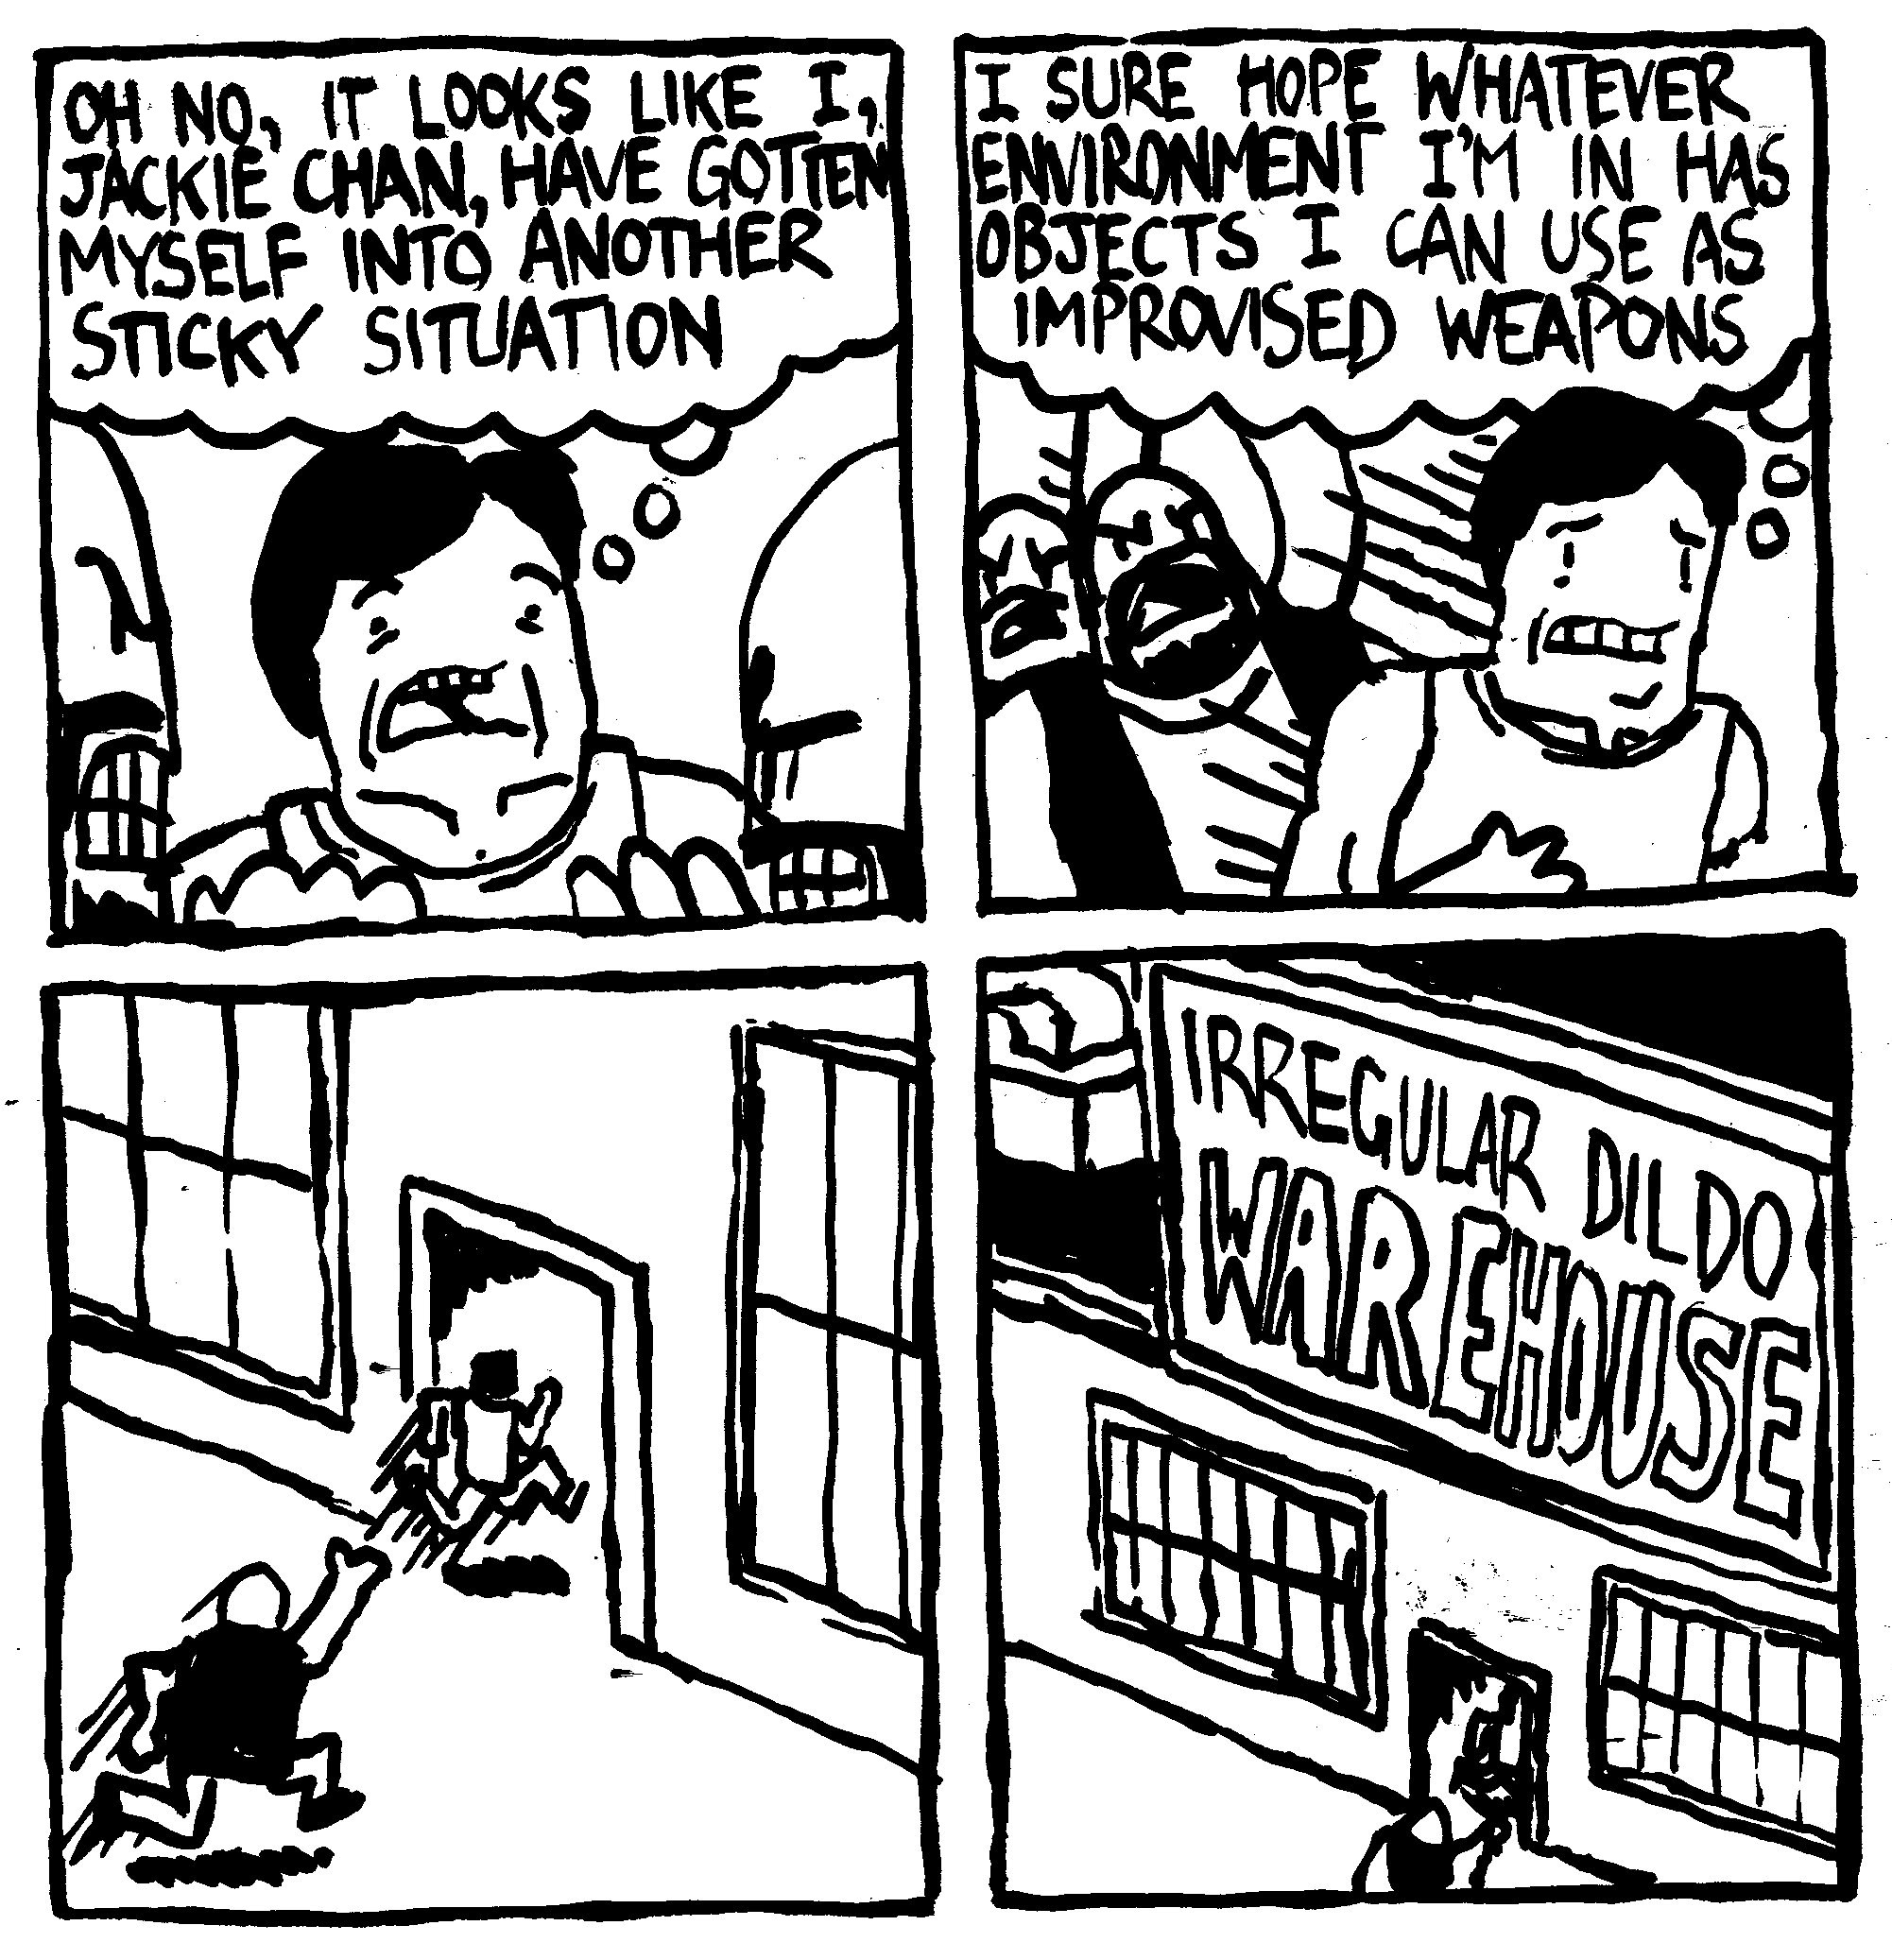 OH NO, IT LOOKS LIKE I,
JACKIE CHAN, HAVE GOTTEN
MYSELF INTO ANOTHER
STICKY SITUATION
I SURE HOPE WHATEVER
ENVIRONMENT I'M IN HAS
OBJECTS I CAN USE AS
IMPROVISED WEAPONS
IRREGULAR DILDO
WAREHOUSE